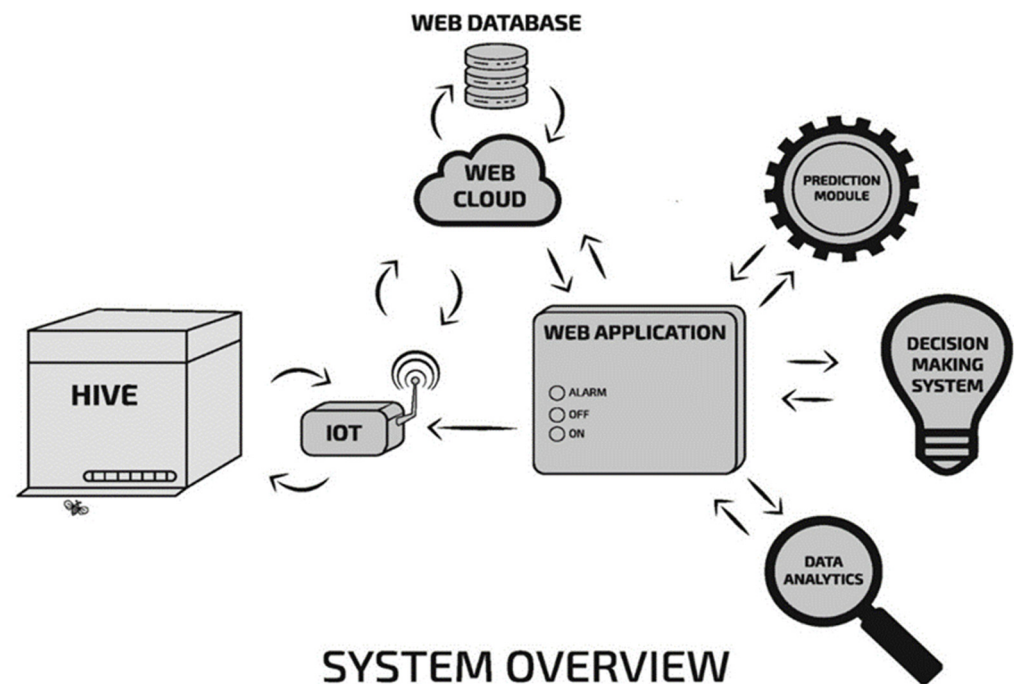 WEB DATABASE
WEB
CLOUD
PREDICTION
MODULE
HIVE
IOT
WEB APPLICATION
ALARM
OFF
ON
DECISION
MAKING
SYSTEM
DATA
ANALYTICS
SYSTEM OVERVIEW